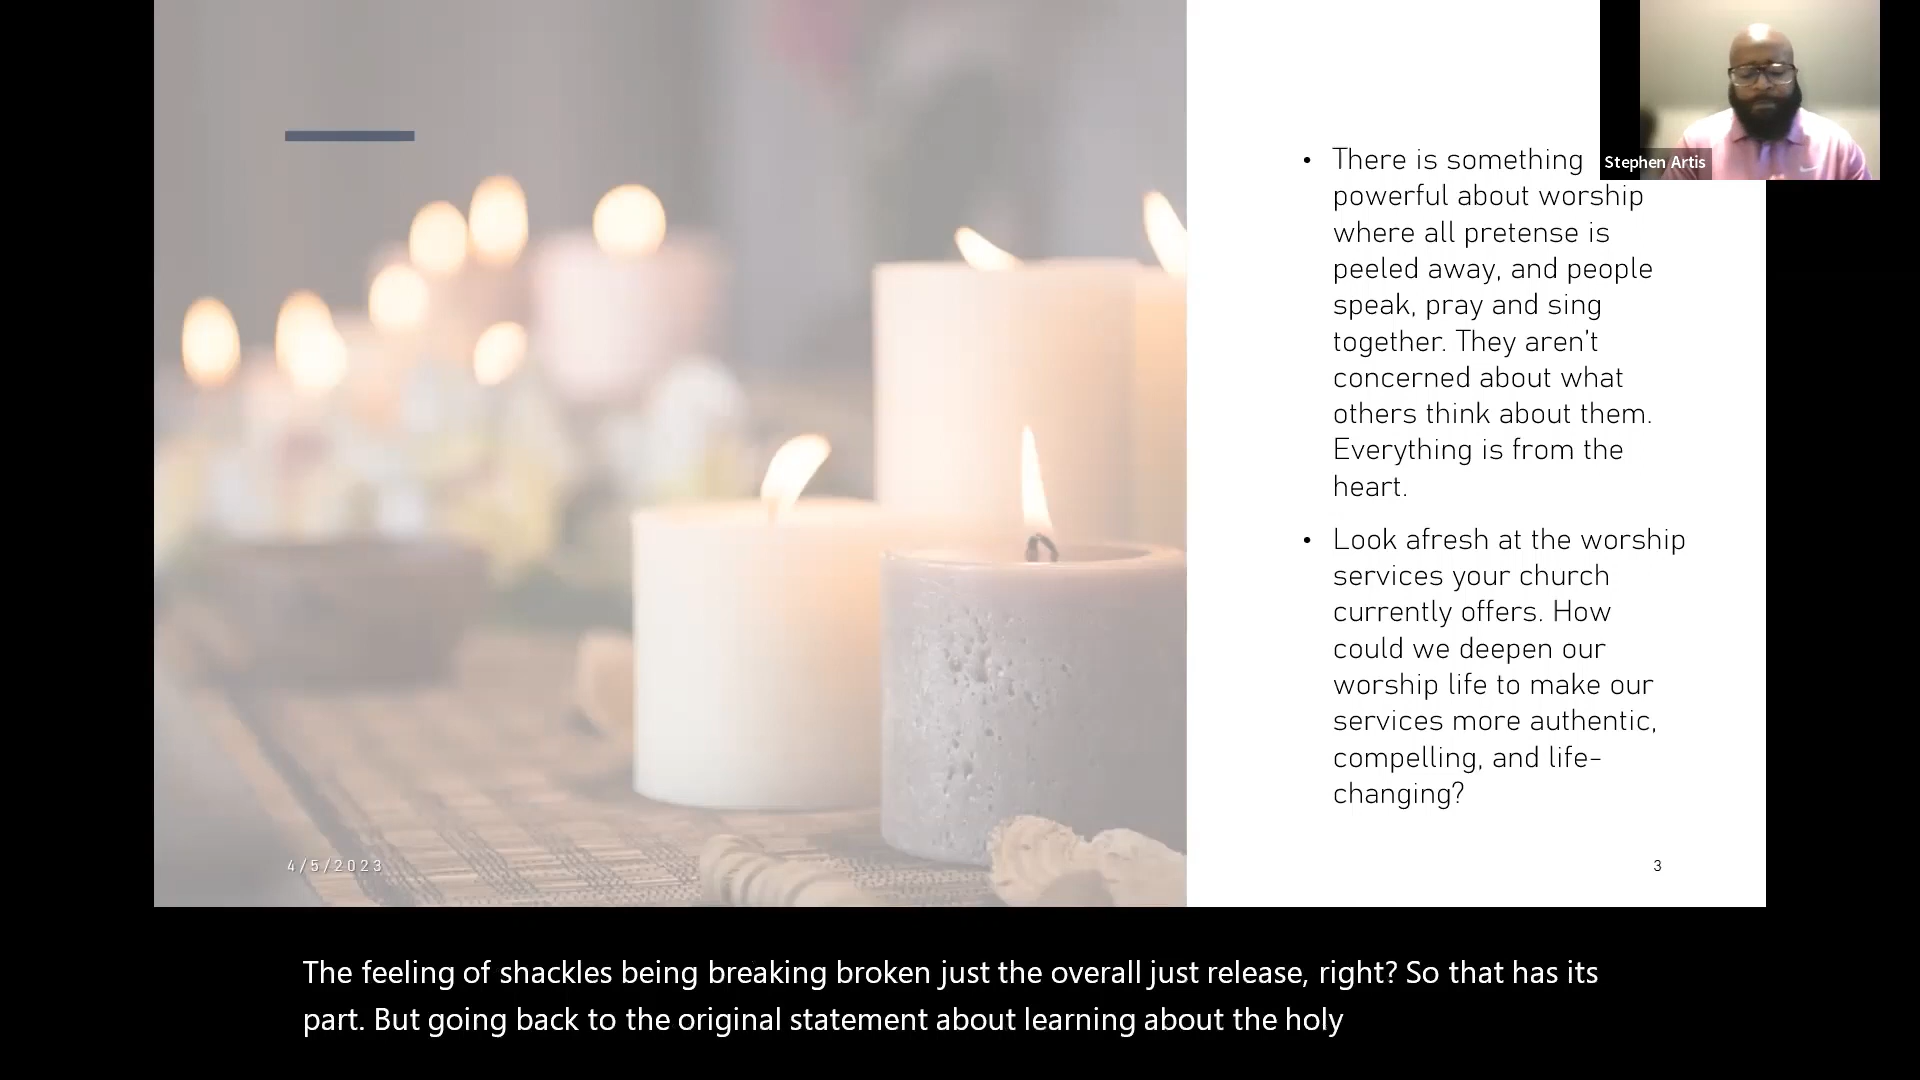 • There is something
powerful about worship
where all pretense is
peeled away, and people
speak, pray and sing
together. They aren’t
concerned about what
others think about them.
Everything is from the
heart.
• Look afresh at the worship
services your church
currently offers. How
could we deepen our
worship life to make our
services more authentic,
compelling, and life-
changing?
Stephen Artis
4/5/2023
3
The feeling of shackles being breaking broken just the overall just release, right? So that has its
part. But going back to the original statement about learning about the holy